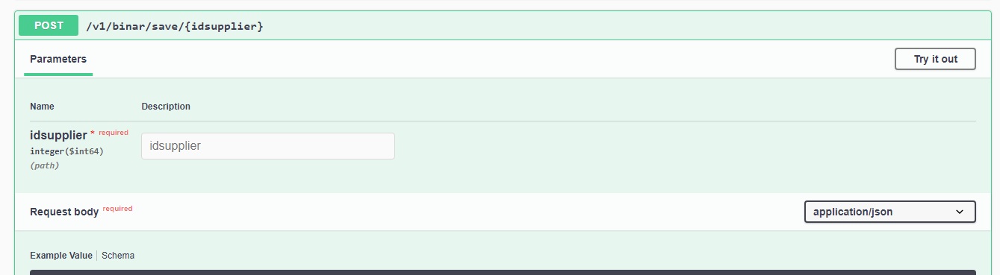 POST /v1/binar/save/{idsupplier}
Parameters
Try it out
Name Description
idsupplier * required
idsupplier
integer($int64)
(path)
Request body required
application/json
Example Value Schema